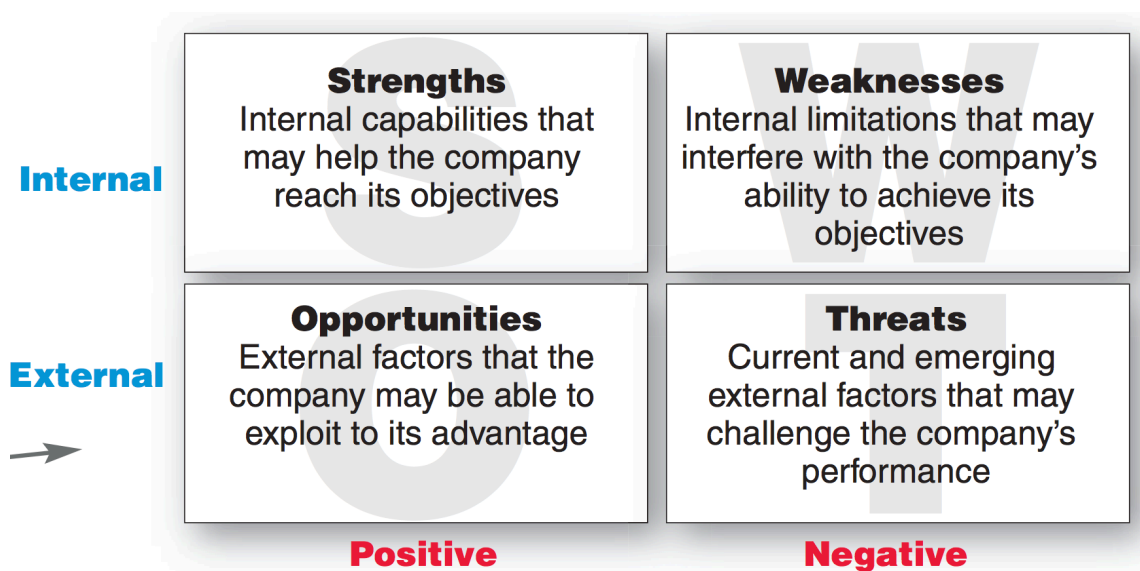 Strengths
Internal capabilities that
may help the company
reach its objectives
Weaknesses
Internal limitations that may
interfere with the company’s
ability to achieve its
objectives
Internal
Opportunities
External factors that the
company may be able to
exploit to its advantage
Threats
Current and emerging
external factors that may
challenge the company’s
performance
External
Positive
Negative
S
W
O
T